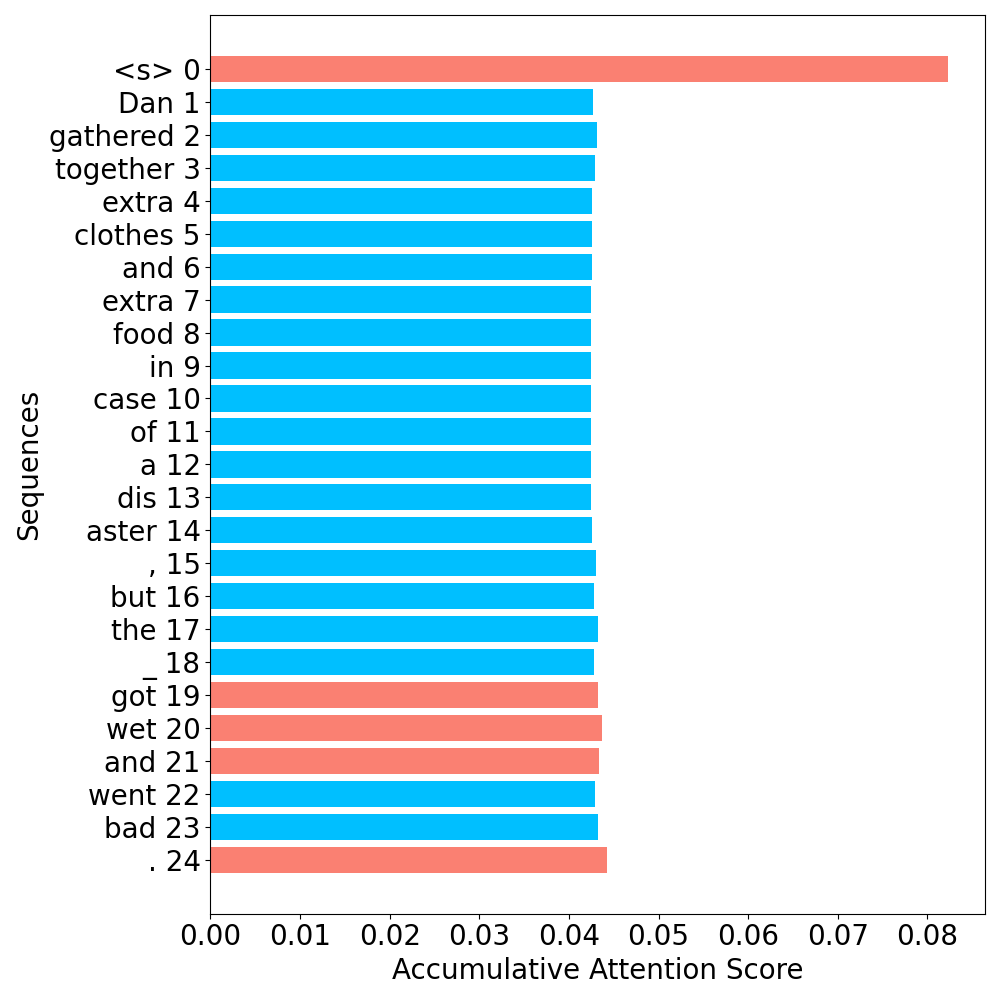 <s> 0
Dan 1
gathered 2
together 3
extra 4
clothes 5
and 6
extra 7
food 8
in 9
case 10
of 11
a 12
dis 13
aster 14
, 15
but 16
the 17
_ 18
got 19
wet 20
and 21
went 22
bad 23
. 24
Sequences
0.00 0.01 0.02 0.03 0.04 0.05 0.06 0.07 0.08
Accumulative Attention Score